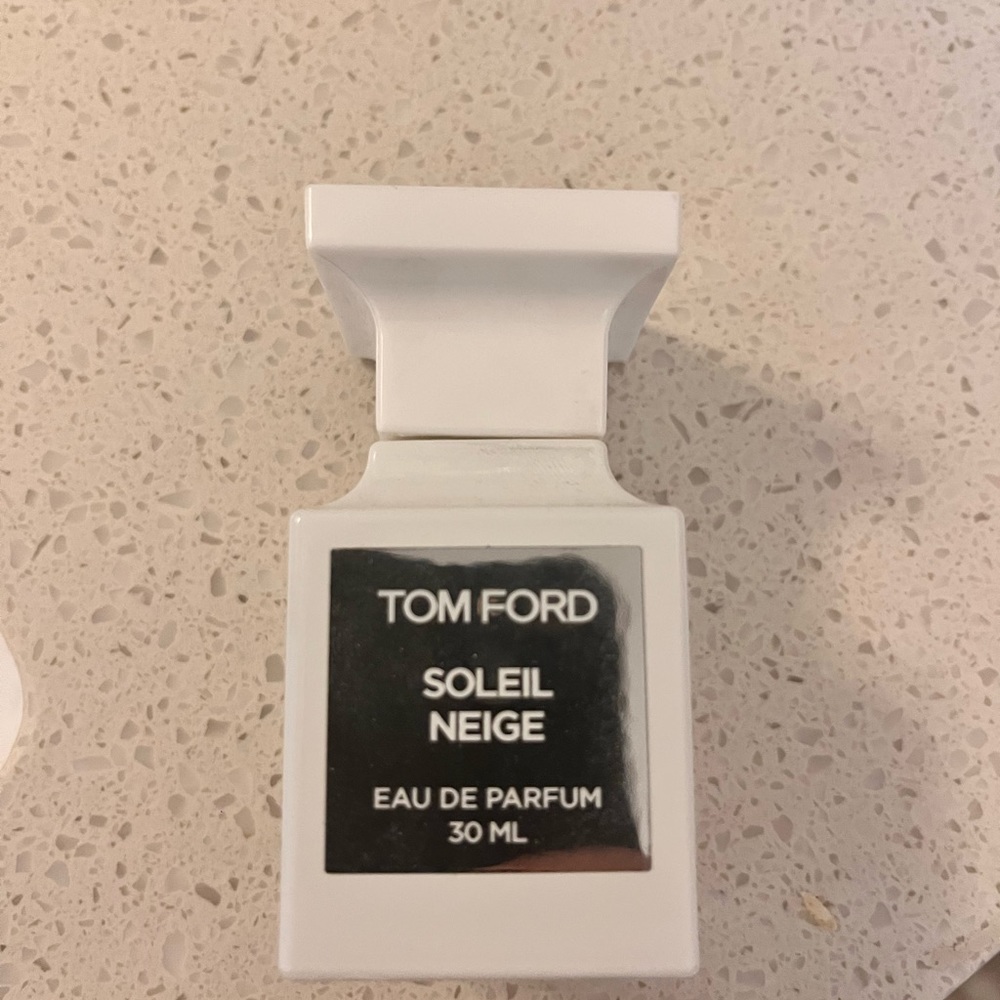 TOM FORD
SOLEIL
NEIGE
EAU DE PARFUM
30 ML